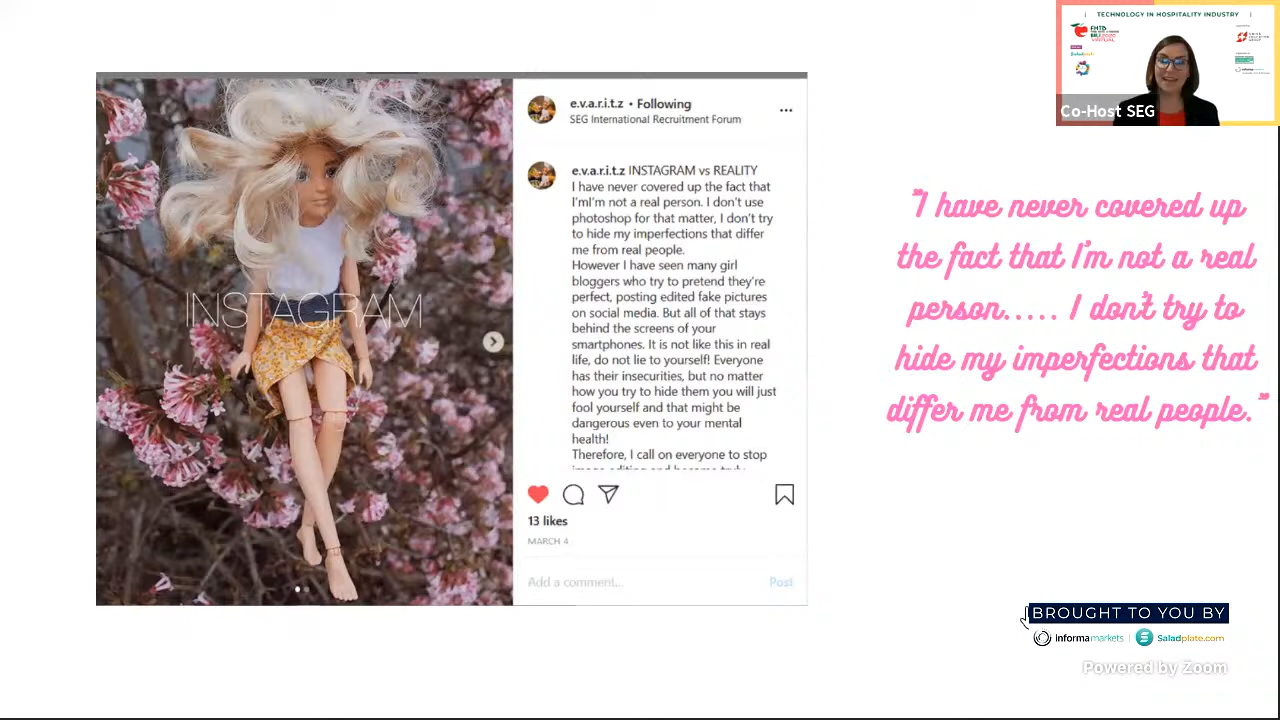 TECHNOLOGY IN HOSPITALITY INDUSTRY
Co-Host SEG
INSTAGRAM
e.v.a.r.i.t.z • Following
SEG International Recruitment Forum
e.v.a.r.i.t.z INSTAGRAM vs REALITY
I have never covered up the fact that
I'mI'm not a real person. I don't use
photoshop for that matter, I don't try
to hide my imperfections that differ
me from real people.
However I have seen many girl
bloggers who try to pretend they're
perfect, posting edited fake pictures
on social media. But all of that stays
behind the screens of your
smartphones. It is not like this in real
life, do not lie to yourself! Everyone
has their insecurities, but no matter
how you try to hide them you will just
fool yourself and that might be
dangerous even to your mental
health!
Therefore, I call on everyone to stop
13 likes
MARCH 4
Add a comment...
Post
"I have never covered up
the fact that I'm not a real
person..... I don't try to
hide my imperfections that
differ me from real people."
BROUGHT TO YOU BY
informa markets | Saladplate.com
Powered by Zoom